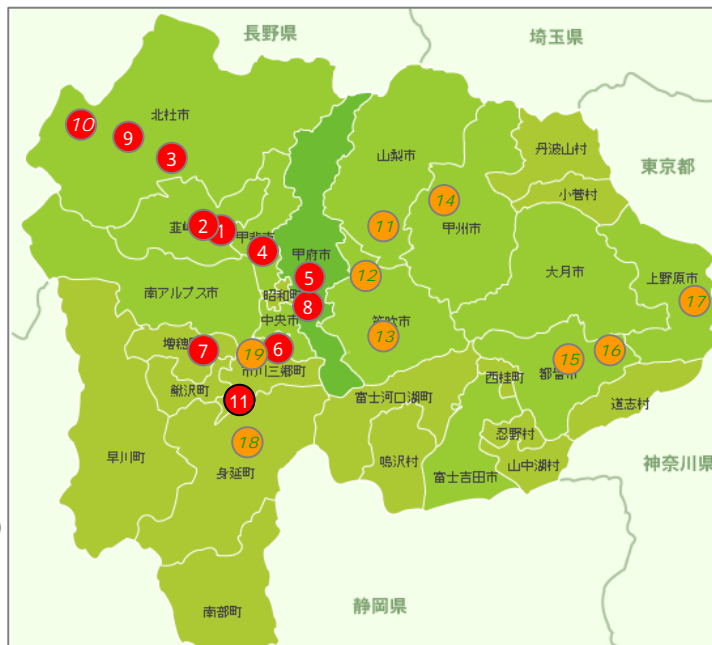 長野県
埼玉県
北杜市
10
9
3
山梨市
丹波山村
東京都
小菅村
14
甲州市
11
2
1
甲斐市
4
甲府市
5
12
大月市
上野原市
南アルプス市
昭和町
8
中央市
笛吹市
13
17
7
19
6
市川三郷町
16
15
都留市
西桂町
鰍沢町
11
富士河口湖町
道志村
忍野村
18
早川町
身延町
鳴沢村
山中湖村
富士吉田市
神奈川県
南部町
静岡県